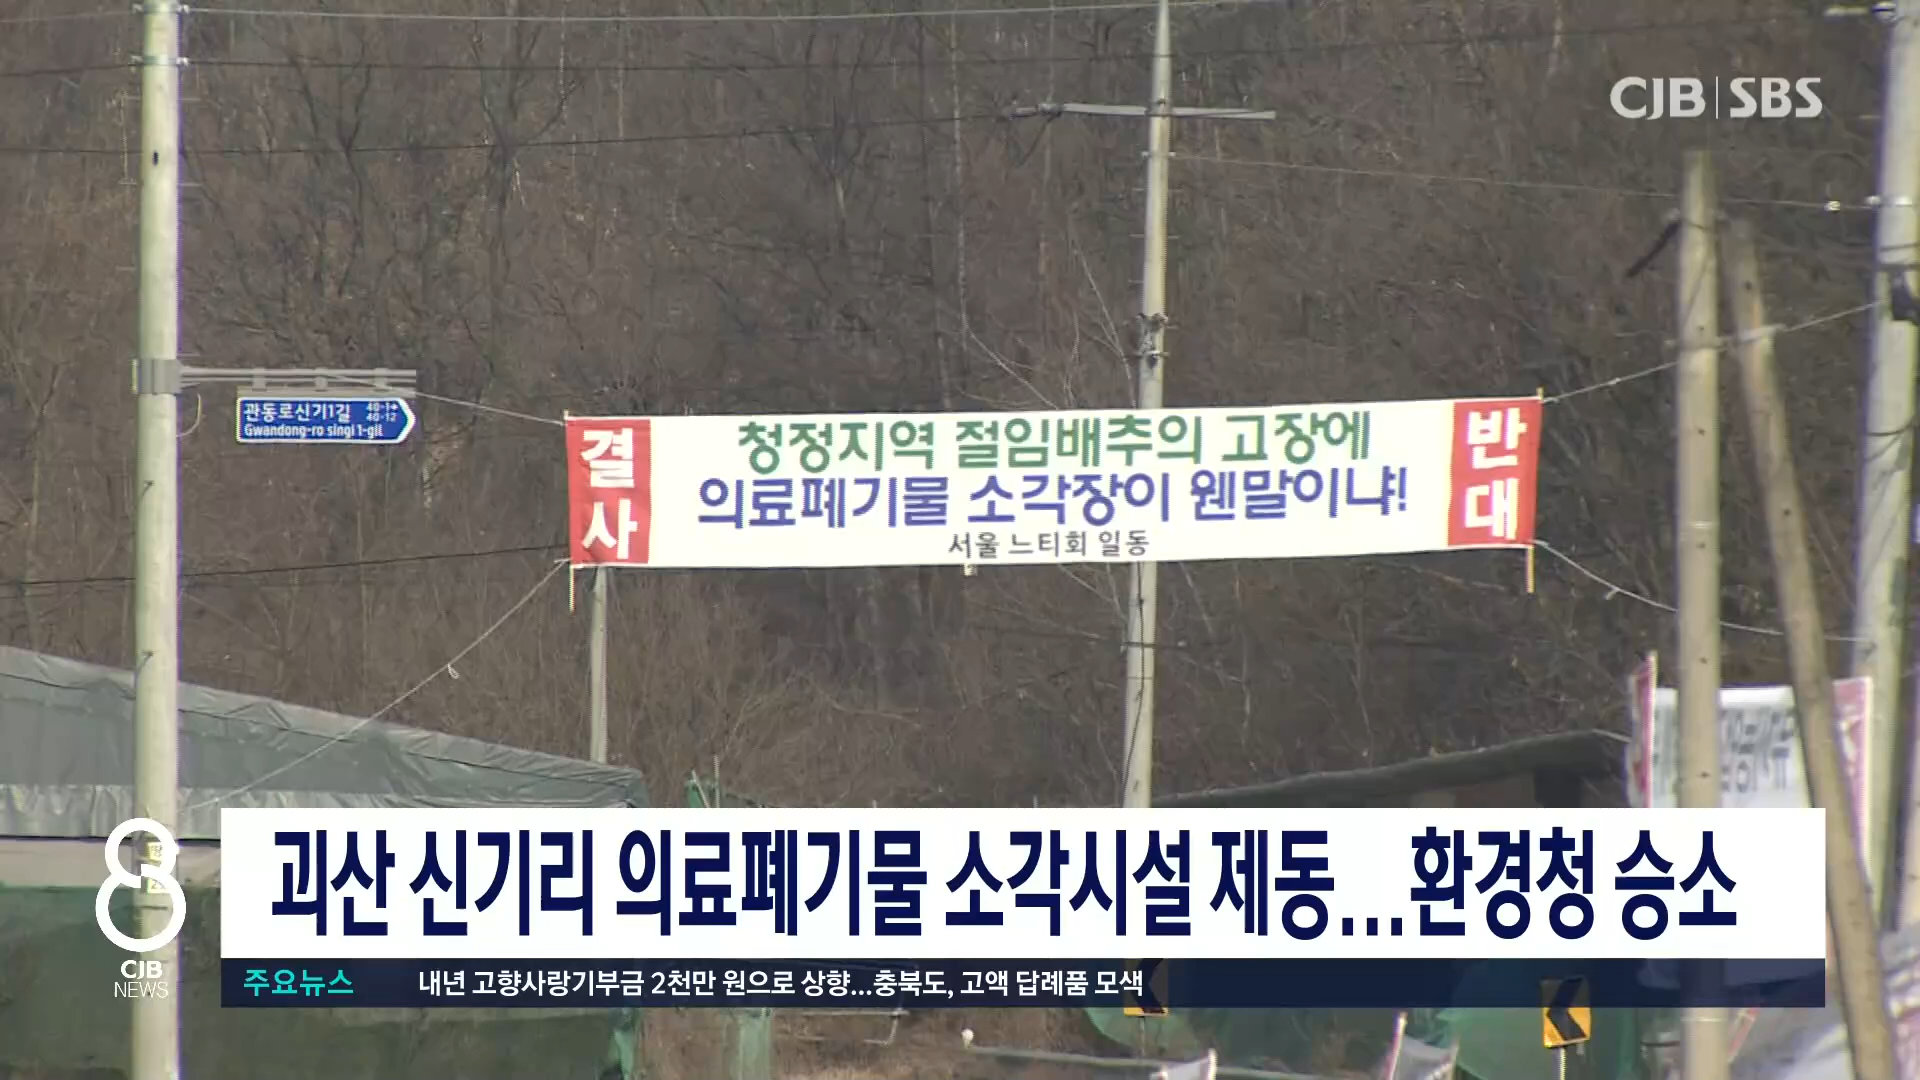 CJB SBS
관동로신기1길 40-1→ 40-12
Gwandong-ro singi 1-gil
결사
청정지역 절임배추의 고장에
의료폐기물 소각장이 웬말이냐!
서울 느티회 일동
반대
괴산 신기리 의료폐기물 소각시설 제동...환경청 승소
8
CJB
NEWS
주요뉴스 내년 고향사랑기부금 2천만 원으로 상향...충북도, 고액 답례품 모색